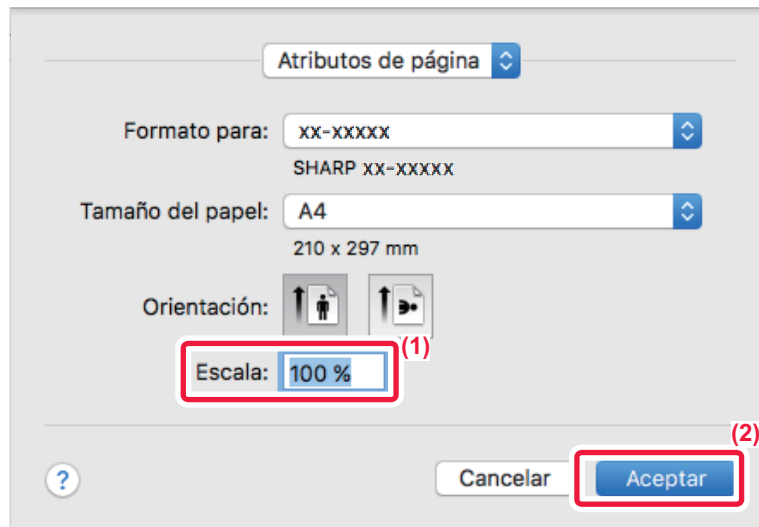 Atributos de página
Formato para: xx-xxxxx
SHARP xx-xxxxx
Tamaño del papel: A4
210 x 297 mm
Orientación:
(1)
Escala: 100 %
(2)
? Cancelar Aceptar